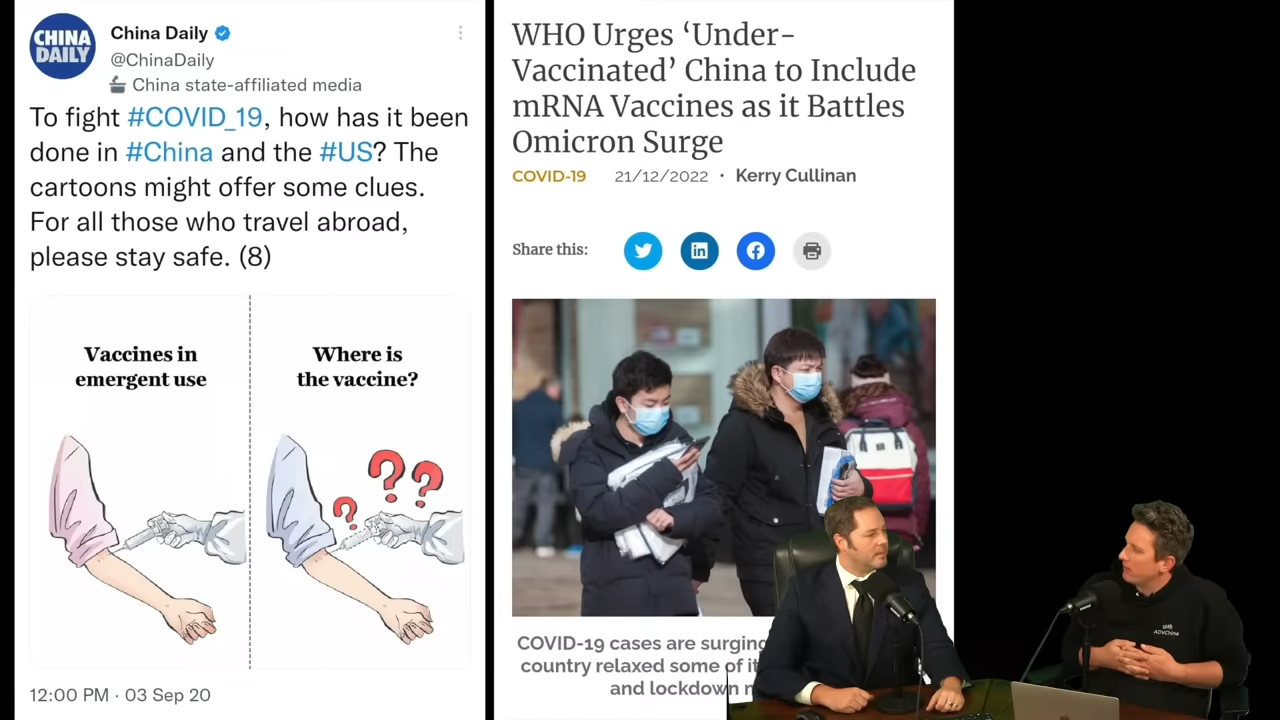 CHINA
DAILY
China Daily
@ChinaDaily
China state-affiliated media
To fight #COVID_19, how has it been
done in #China and the #US? The
cartoons might offer some clues.
For all those who travel abroad,
please stay safe. (8)
Vaccines in
emergent use
Where is
the vaccine?
???
12:00 PM · 03 Sep 20
WHO Urges ‘Under-
Vaccinated’ China to Include
mRNA Vaccines as it Battles
Omicron Surge
COVID-19 21/12/2022 · Kerry Cullinan
Share this:
COVID-19 cases are surging
country relaxed some of it
and lockdown
ADVChina